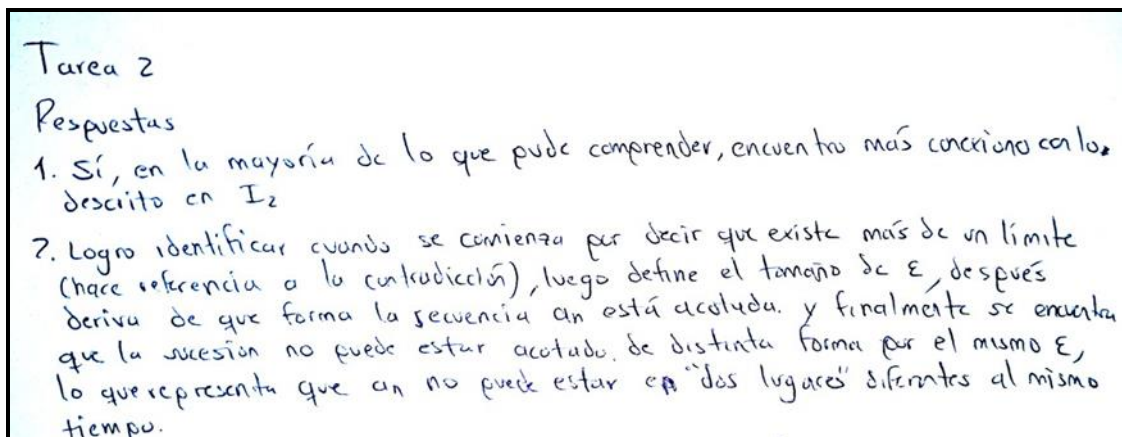 Tarea 2
Respuestas
1. Sí, en la mayoría de lo que pude comprender, encuentro más conexiono con lo
descrito en I₂
2. Logro identificar cuando se comienza por decir que existe más de un límite
(hace referencia a la contradicción), luego define el tamaño de ε, después
deriva de que forma la secuencia an está acotada. y finalmente se encuentra
que la sucesión no puede estar acotado. de distinta forma por el mismo ε,
lo que representa que an no puede estar en "dos lugares" diferentes al mismo
tiempo.